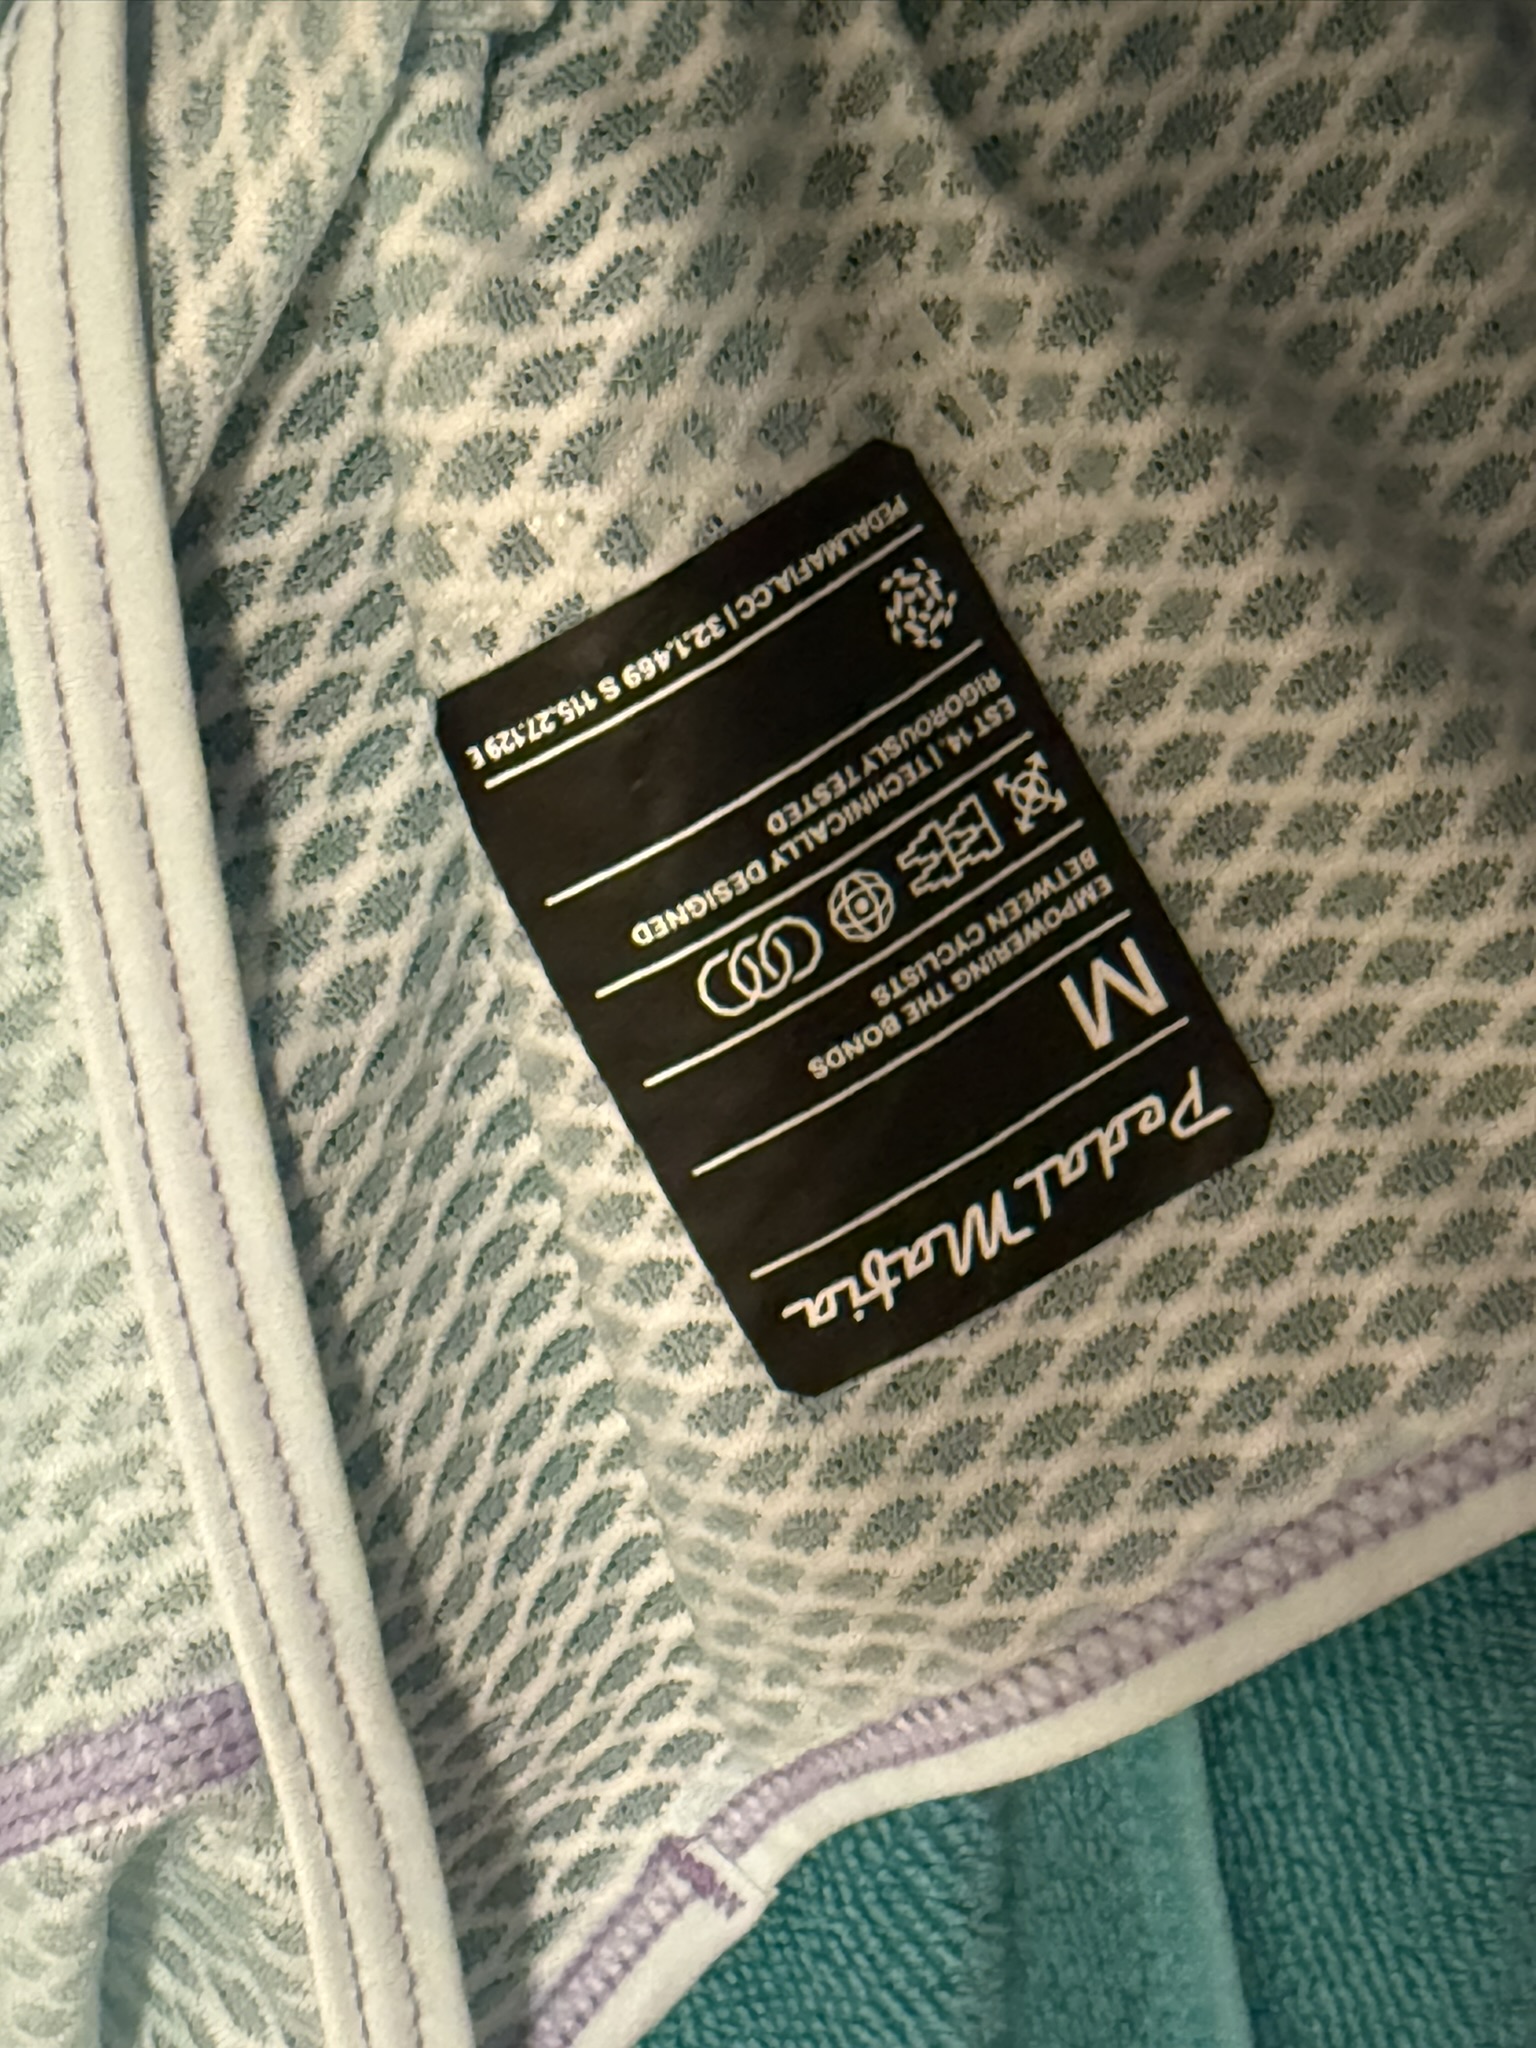 Pedal Mafia
M
EMPOWERING THE BONDS
BETWEEN CYCLISTS
EST 14. | TECHNICALLY DESIGNED
RIGOROUSLY TESTED
PEDALMAFIA.CC | 32.1.469 S 115.27.129 E